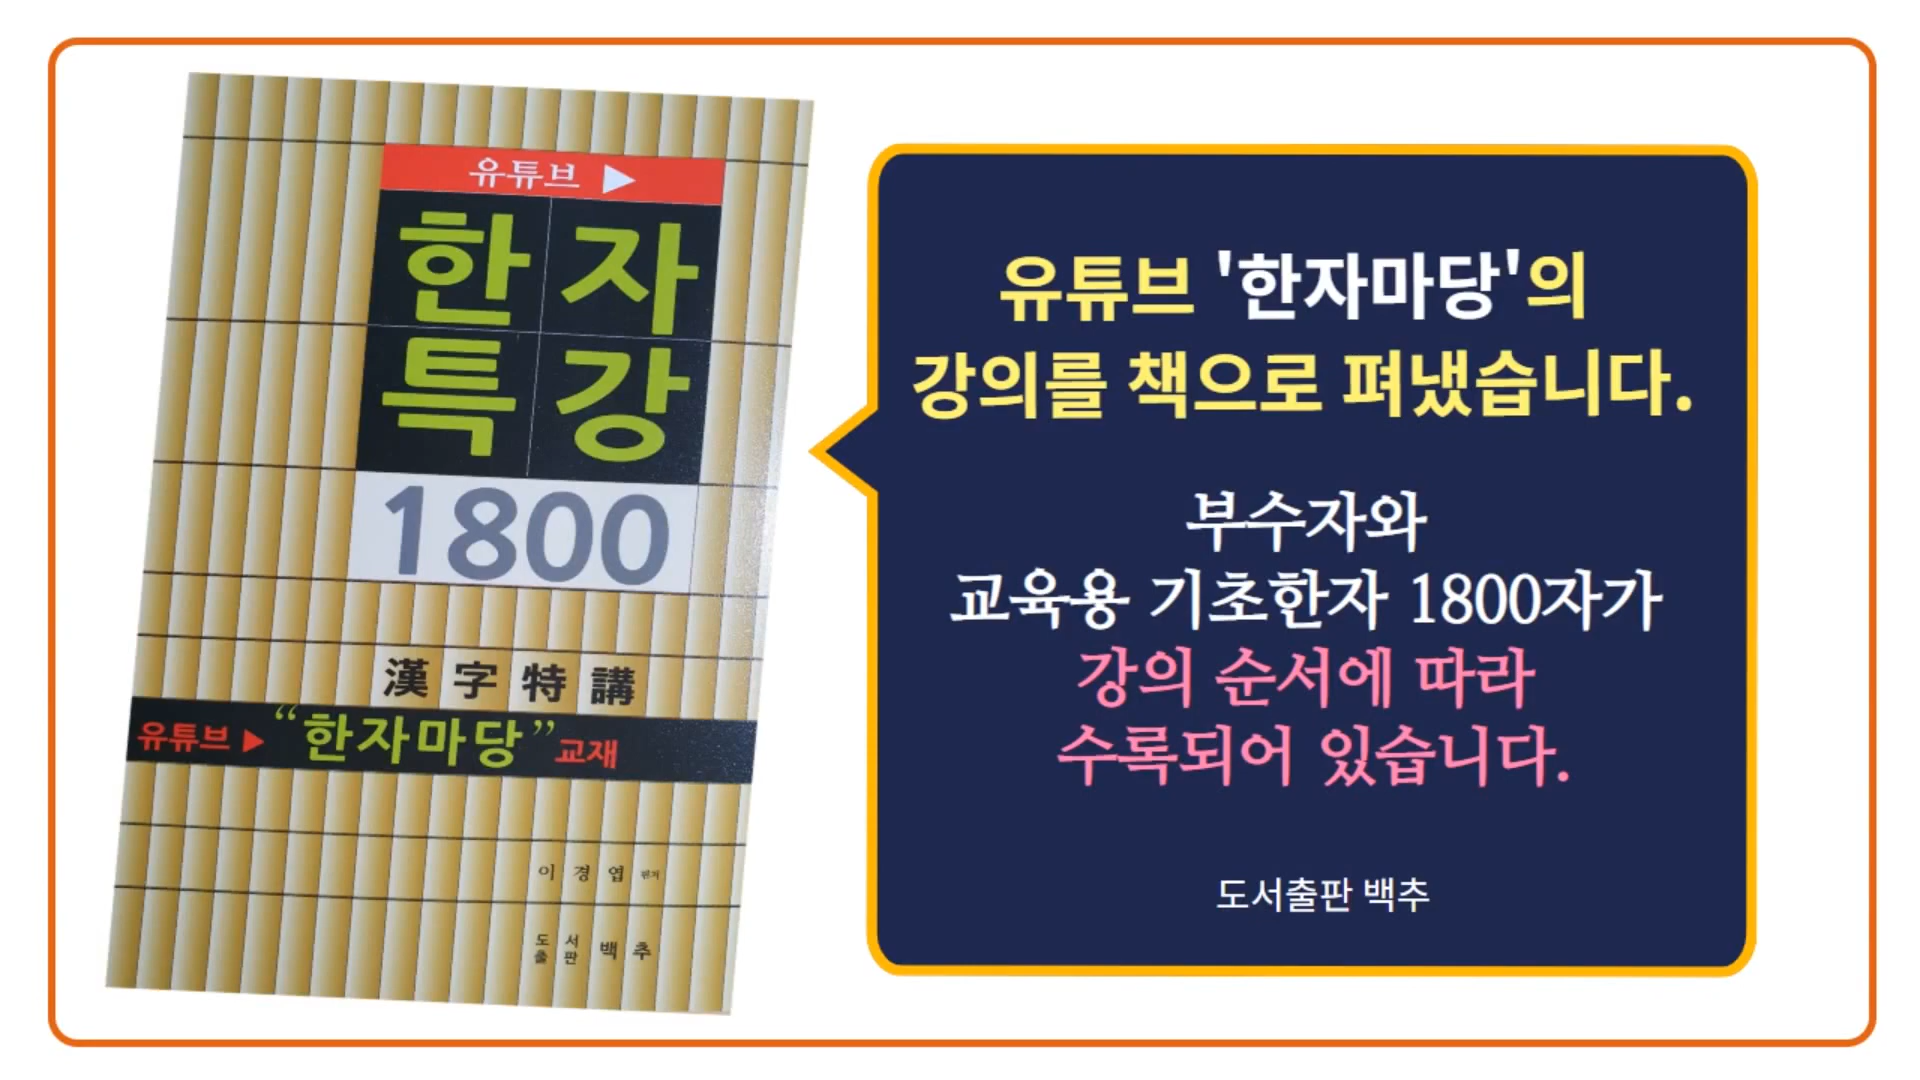 유튜브 ▶
한자
특강
1800
漢字特講
유튜브 ▶ “한자마당” 교재
이경엽 편저
도서출판 백추
유튜브 '한자마당'의
강의를 책으로 펴냈습니다.
부수자와
교육용 기초한자 1800자가
강의 순서에 따라
수록되어 있습니다.
도서출판 백추